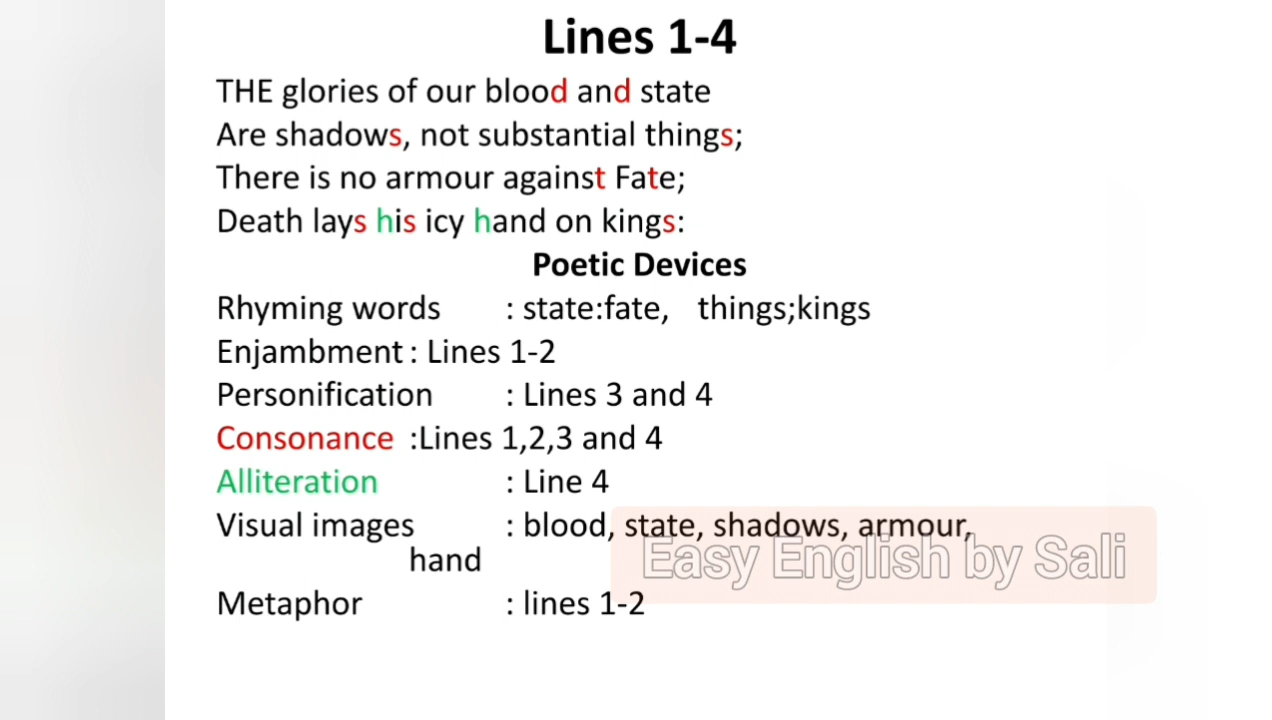 Lines 1-4
THE glories of our blood and state
Are shadows, not substantial things;
There is no armour against Fate;
Death lays his icy hand on kings:
Poetic Devices
Rhyming words : state:fate, things;kings
Enjambment : Lines 1-2
Personification : Lines 3 and 4
Consonance :Lines 1,2,3 and 4
Alliteration : Line 4
Visual images : blood, state, shadows, armour,
hand
Easy English by Sali
Metaphor : lines 1-2